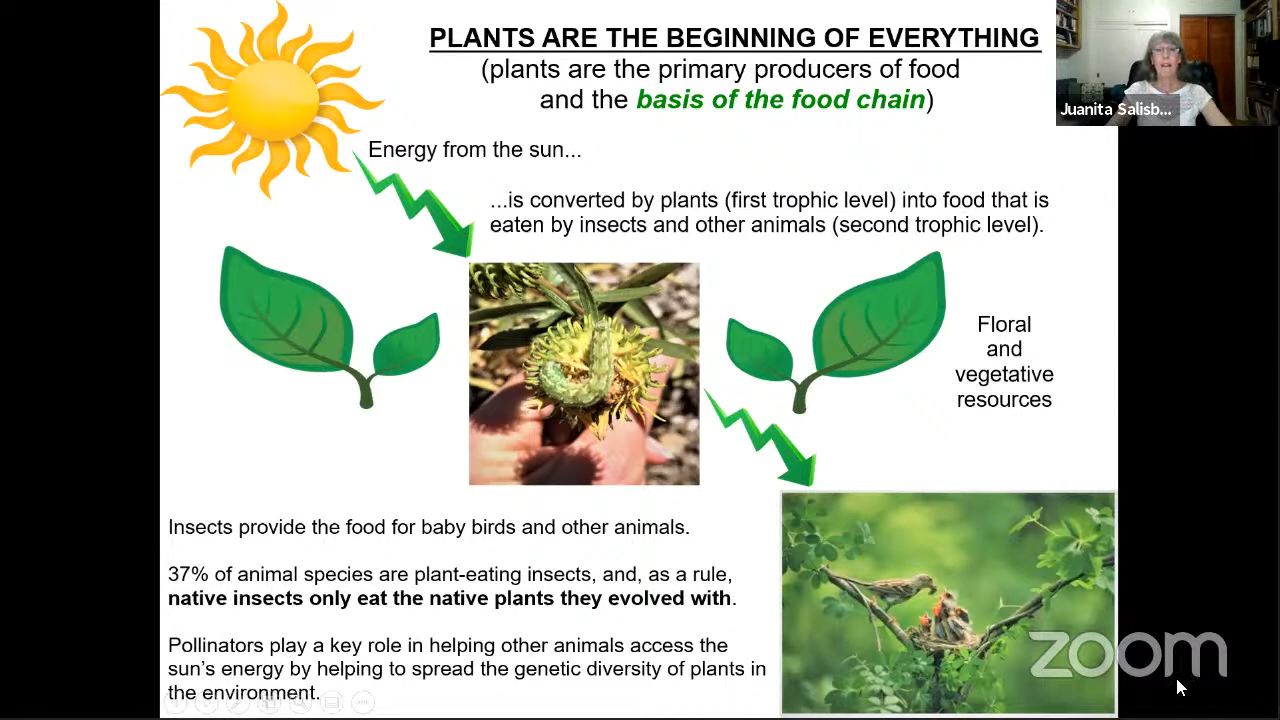 PLANTS ARE THE BEGINNING OF EVERYTHING
(plants are the primary producers of food
and the basis of the food chain)
Juanita Salisb...
Energy from the sun...
...is converted by plants (first trophic level) into food that is
eaten by insects and other animals (second trophic level).
Floral
and
vegetative
resources
Insects provide the food for baby birds and other animals.
37% of animal species are plant-eating insects, and, as a rule,
native insects only eat the native plants they evolved with.
Pollinators play a key role in helping other animals access the
sun's energy by helping to spread the genetic diversity of plants in
the environment.
zoom